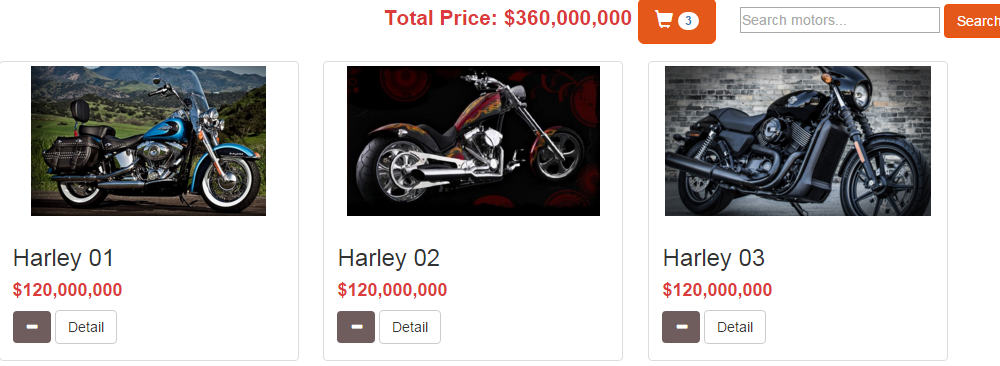 Total Price: $360,000,000
3
Search motors...
Search
Harley 01
$120,000,000
Detail
Harley 02
$120,000,000
Detail
Harley 03
$120,000,000
Detail